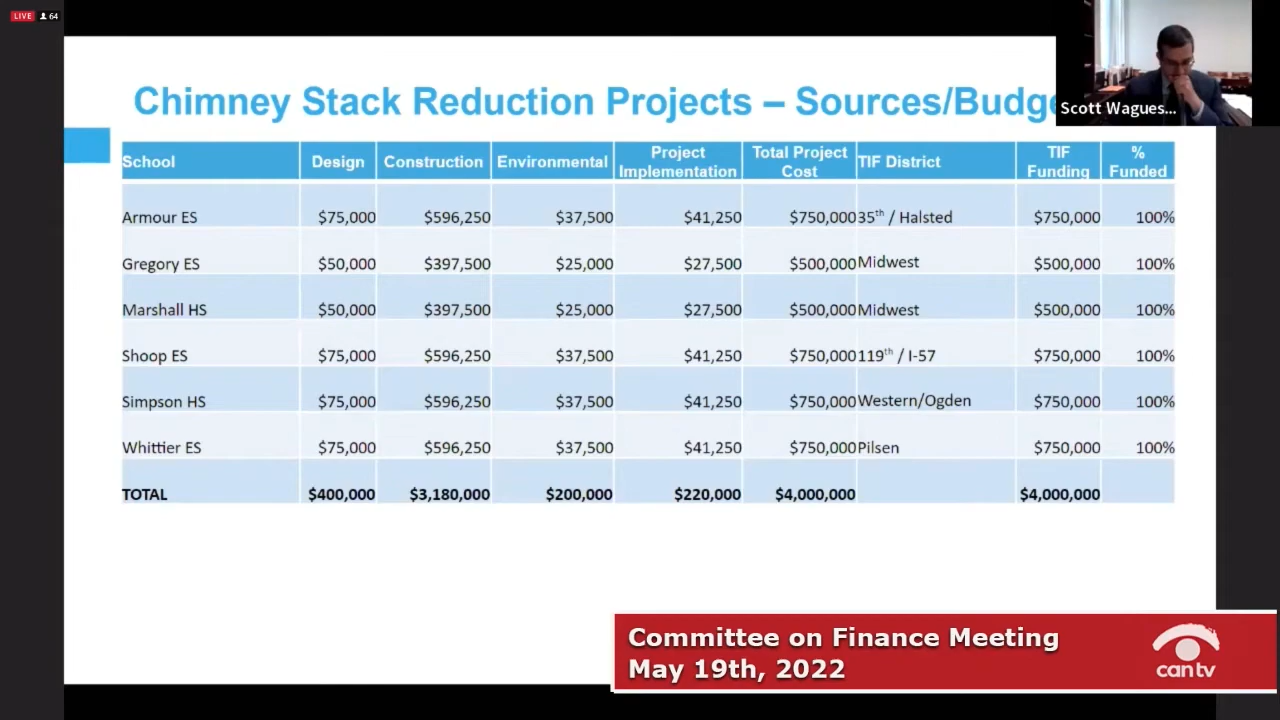 LIVE 64
Chimney Stack Reduction Projects – Sources/Budge
Scott Wagues...
School Design Construction Environmental Project Implementation Total Project Cost TIF District TIF Funding % Funded
Armour ES $75,000 $596,250 $37,500 $41,250 $750,000 35th / Halsted $750,000 100%
Gregory ES $50,000 $397,500 $25,000 $27,500 $500,000 Midwest $500,000 100%
Marshall HS $50,000 $397,500 $25,000 $27,500 $500,000 Midwest $500,000 100%
Shoop ES $75,000 $596,250 $37,500 $41,250 $750,000 119th / I-57 $750,000 100%
Simpson HS $75,000 $596,250 $37,500 $41,250 $750,000 Western/Ogden $750,000 100%
Whittier ES $75,000 $596,250 $37,500 $41,250 $750,000 Pilsen $750,000 100%
TOTAL $400,000 $3,180,000 $200,000 $220,000 $4,000,000 $4,000,000
Committee on Finance Meeting
May 19th, 2022
can tv